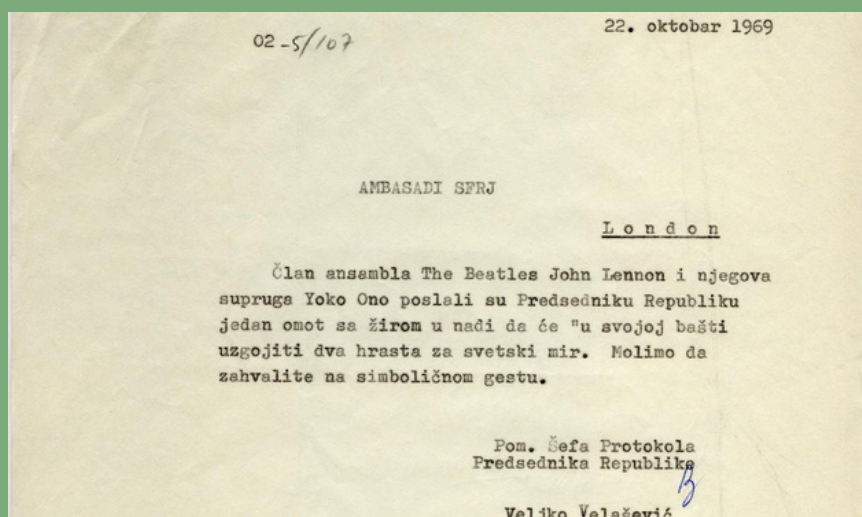 22. oktobar 1969
02-5/107
AMBASADI SFRJ
London
Član ansambla The Beatles John Lennon i njegova
supruga Yoko Ono poslali su Predsedniku Republiku
jedan omot sa žirom u nadi da će "u svojoj bašti
uzgojiti dva hrasta za svetski mir. Molimo da
zahvalite na simboličnom gestu.
Pom. Šefa Protokola
Predsednika Republike
Veljko Velašević